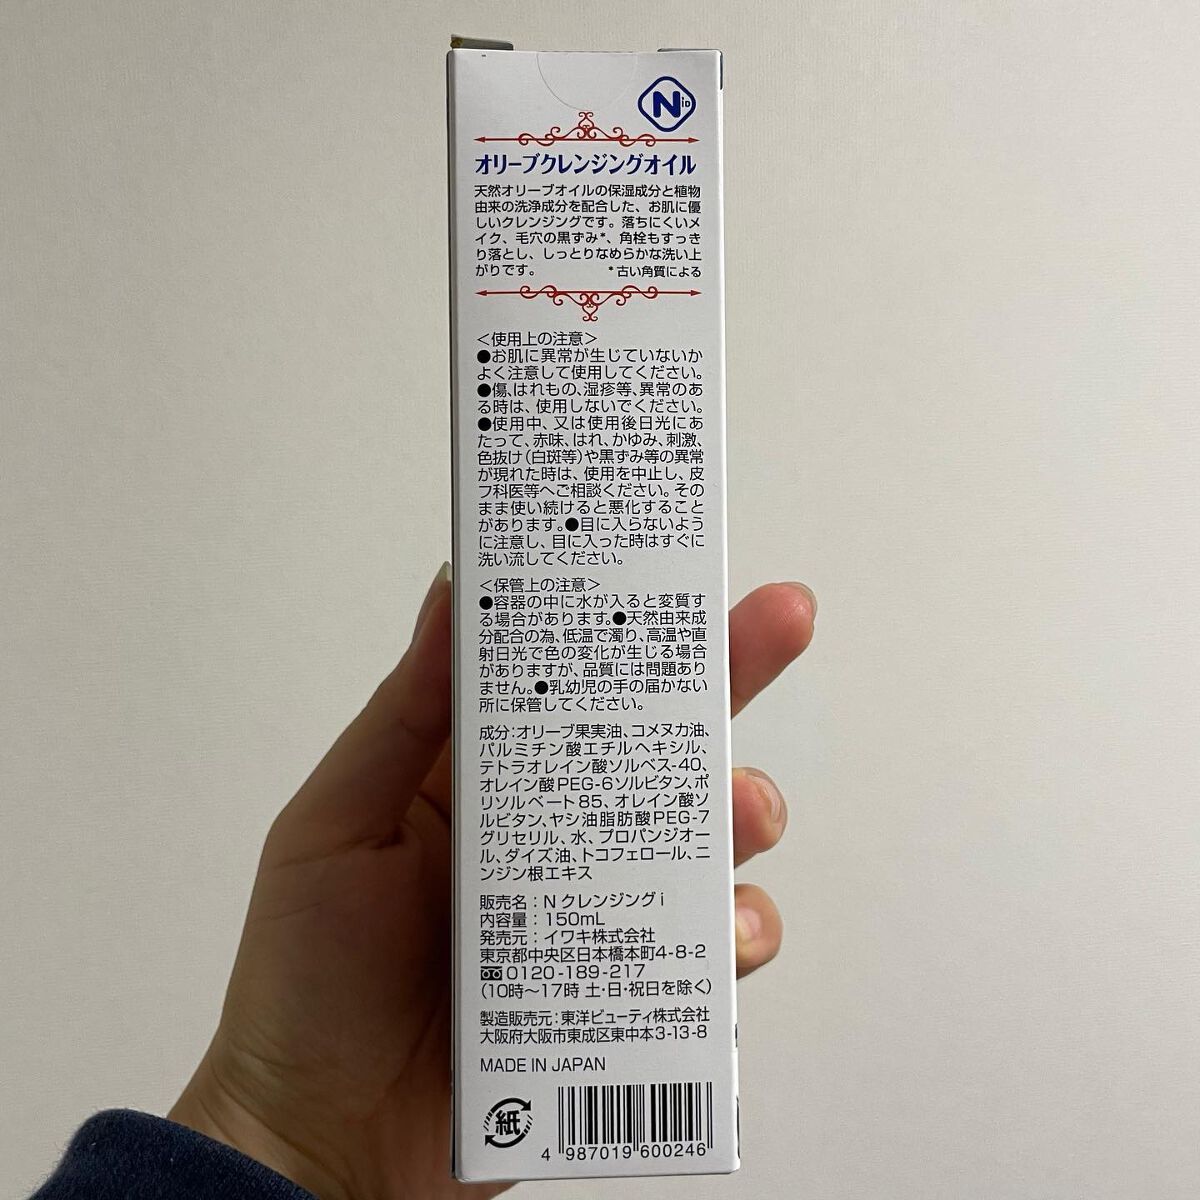 N iD
オリーブクレンジングオイル
天然オリーブオイルの保湿成分と植物
由来の洗浄成分を配合した、お肌に優
しいクレンジングです。落ちにくいメ
イク、毛穴の黒ずみ*、角栓もすっき
り落とし、しっとりなめらかな洗い上
がりです。 *古い角質による
＜使用上の注意＞
●お肌に異常が生じていないか
よく注意して使用してください。
●傷、はれもの、湿疹等、異常のあ
る時は、使用しないでください。
●使用中、又は使用後日光にあ
たって、赤味、はれ、かゆみ、刺激、
色抜け(白斑等)や黒ずみ等の異常
が現れた時は、使用を中止し、皮
フ科医等へご相談ください。その
まま使い続けると悪化すること
があります。●目に入らないよう
に注意し、目に入った時はすぐに
洗い流してください。
＜保管上の注意＞
●容器の中に水が入ると変質す
る場合があります。●天然由来成
分配合の為、低温で濁り、高温や直
射日光で色の変化が生じる場合
がありますが、品質には問題あり
ません。●乳幼児の手の届かない
所に保管してください。
成分:オリーブ果実油、コメヌカ油、
パルミチン酸エチルヘキシル、
テトラオレイン酸ソルベス-40、
オレイン酸PEG-6ソルビタン、ポ
リソルベート85、オレイン酸ソ
ルビタン、ヤシ油脂肪酸PEG-7
グリセリル、水、プロパンジオー
ル、ダイズ油、トコフェロール、ニ
ンジン根エキス
販売名：N クレンジング i
内容量：150mL
発売元：イワキ株式会社
東京都中央区日本橋本町4-8-2
0120-189-217
(10時～17時 土・日・祝日を除く)
製造販売元：東洋ビューティ株式会社
大阪府大阪市東成区東中本3-13-8
MADE IN JAPAN
紙
4 987019 600246